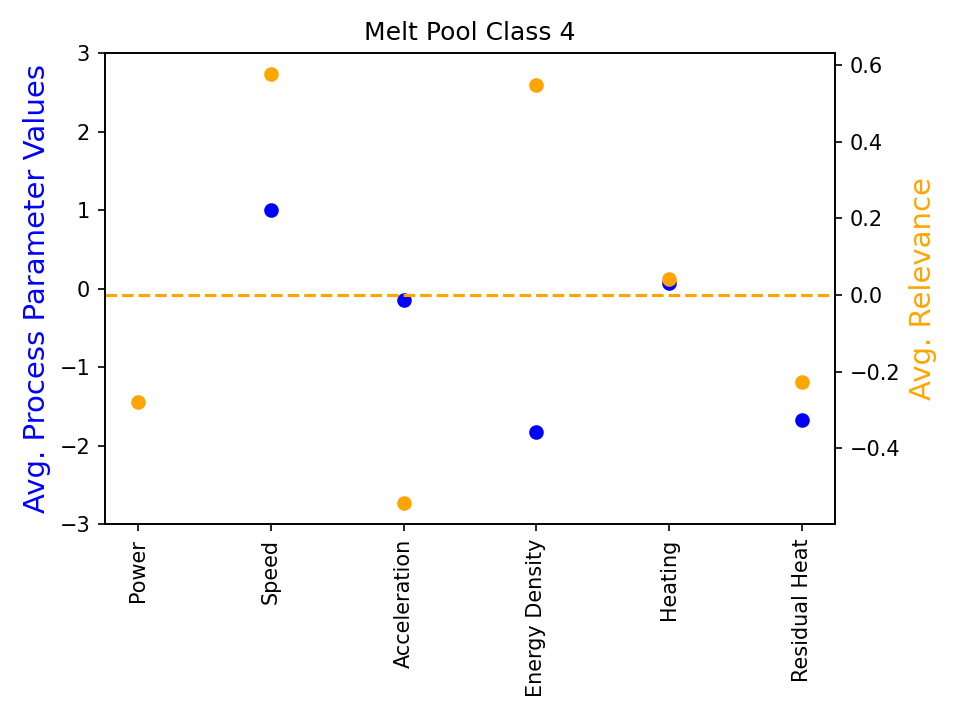 Melt Pool Class 4
Avg. Process Parameter Values
3
2
1
0
−1
−2
−3
0.6
0.4
0.2
0.0
−0.2
−0.4
Avg. Relevance
Power
Speed
Acceleration
Energy Density
Heating
Residual Heat